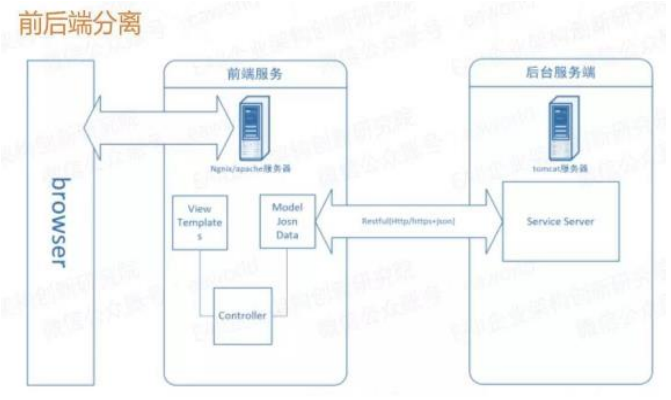 前后端分离
前端服务
后台服务端
Ngnix/apache服务器
tomcat服务器
browser
View
Template
s
Model
Josn
Data
Restful(Http/https+json)
Service Server
Controller